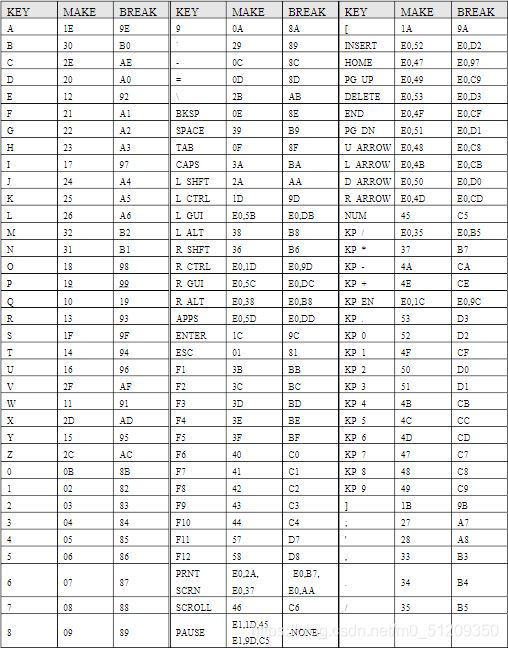 KEY MAKE BREAK KEY MAKE BREAK KEY MAKE BREAK
A 1E 9E 9 0A 8A [ 1A 9A
B 30 B0 ` 29 89 INSERT E0,52 E0,D2
C 2E AE - 0C 8C HOME E0,47 E0,97
D 20 A0 = 0D 8D PG UP E0,49 E0,C9
E 12 92 \ 2B AB DELETE E0,53 E0,D3
F 21 A1 BKSP 0E 8E END E0,4F E0,CF
G 22 A2 SPACE 39 B9 PG DN E0,51 E0,D1
H 23 A3 TAB 0F 8F U ARROW E0,48 E0,C8
I 17 97 CAPS 3A BA L ARROW E0,4B E0,CB
J 24 A4 L SHFT 2A AA D ARROW E0,50 E0,D0
K 25 A5 L CTRL 1D 9D R ARROW E0,4D E0,CD
L 26 A6 L GUI E0,5B E0,DB NUM 45 C5
M 32 B2 L ALT 38 B8 KP / E0,35 E0,B5
N 31 B1 R SHFT 36 B6 KP * 37 B7
O 18 98 R CTRL E0,1D E0,9D KP - 4A CA
P 19 99 R GUI E0,5C E0,DC KP + 4E CE
Q 10 19 R ALT E0,38 E0,B8 KP EN E0,1C E0,9C
R 13 93 APPS E0,5D E0,DD KP . 53 D3
S 1F 9F ENTER 1C 9C KP 0 52 D2
T 14 94 ESC 01 81 KP 1 4F CF
U 16 96 F1 3B BB KP 2 50 D0
V 2F AF F2 3C BC KP 3 51 D1
W 11 91 F3 3D BD KP 4 4B CB
X 2D AD F4 3E BE KP 5 4C CC
Y 15 95 F5 3F BF KP 6 4D CD
Z 2C AC F6 40 C0 KP 7 47 C7
0 0B 8B F7 41 C1 KP 8 48 C8
1 02 82 F8 42 C2 KP 9 49 C9
2 03 83 F9 43 C3 ] 1B 9B
3 04 84 F10 44 C4 ; 27 A7
4 05 85 F11 57 D7 ' 28 A8
5 06 86 F12 58 D8 , 33 B3
6 07 87 PRNT SCRN E0,2A, E0,37 E0,B7, E0,AA . 34 B4
7 08 88 SCROLL 46 C6 / 35 B5
8 09 89 PAUSE E1,1D,45 E1,9D,C5 -NONE-
https://blog.csdn.net/m0_51209350